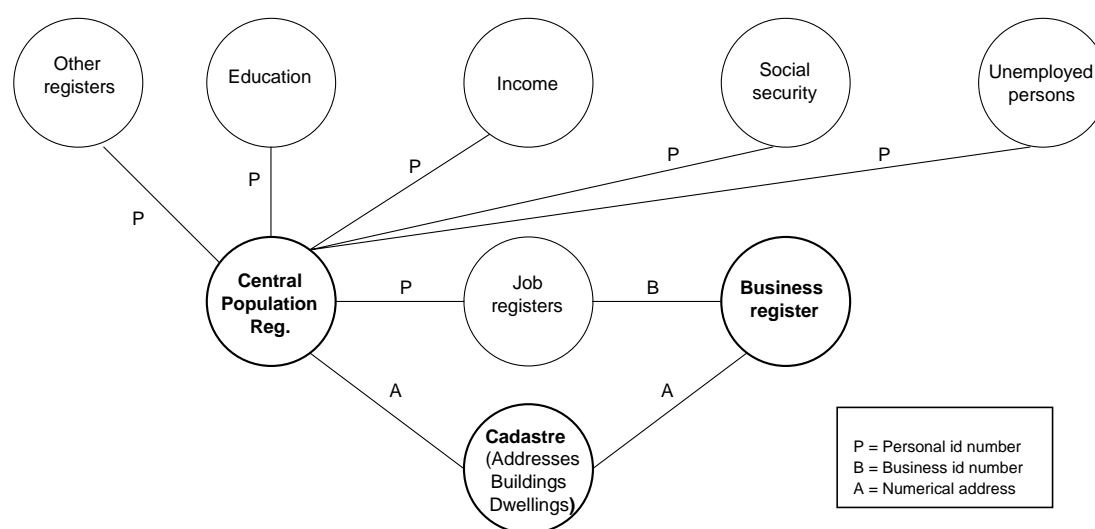 Other
registers
Education
Income
Social
security
Unemployed
persons
P
P
P
P
P
Central
Population
Reg.
P
Job
registers
B
Business
register
A
A
Cadastre
(Addresses
Buildings
Dwellings)
P = Personal id number
B = Business id number
A = Numerical address